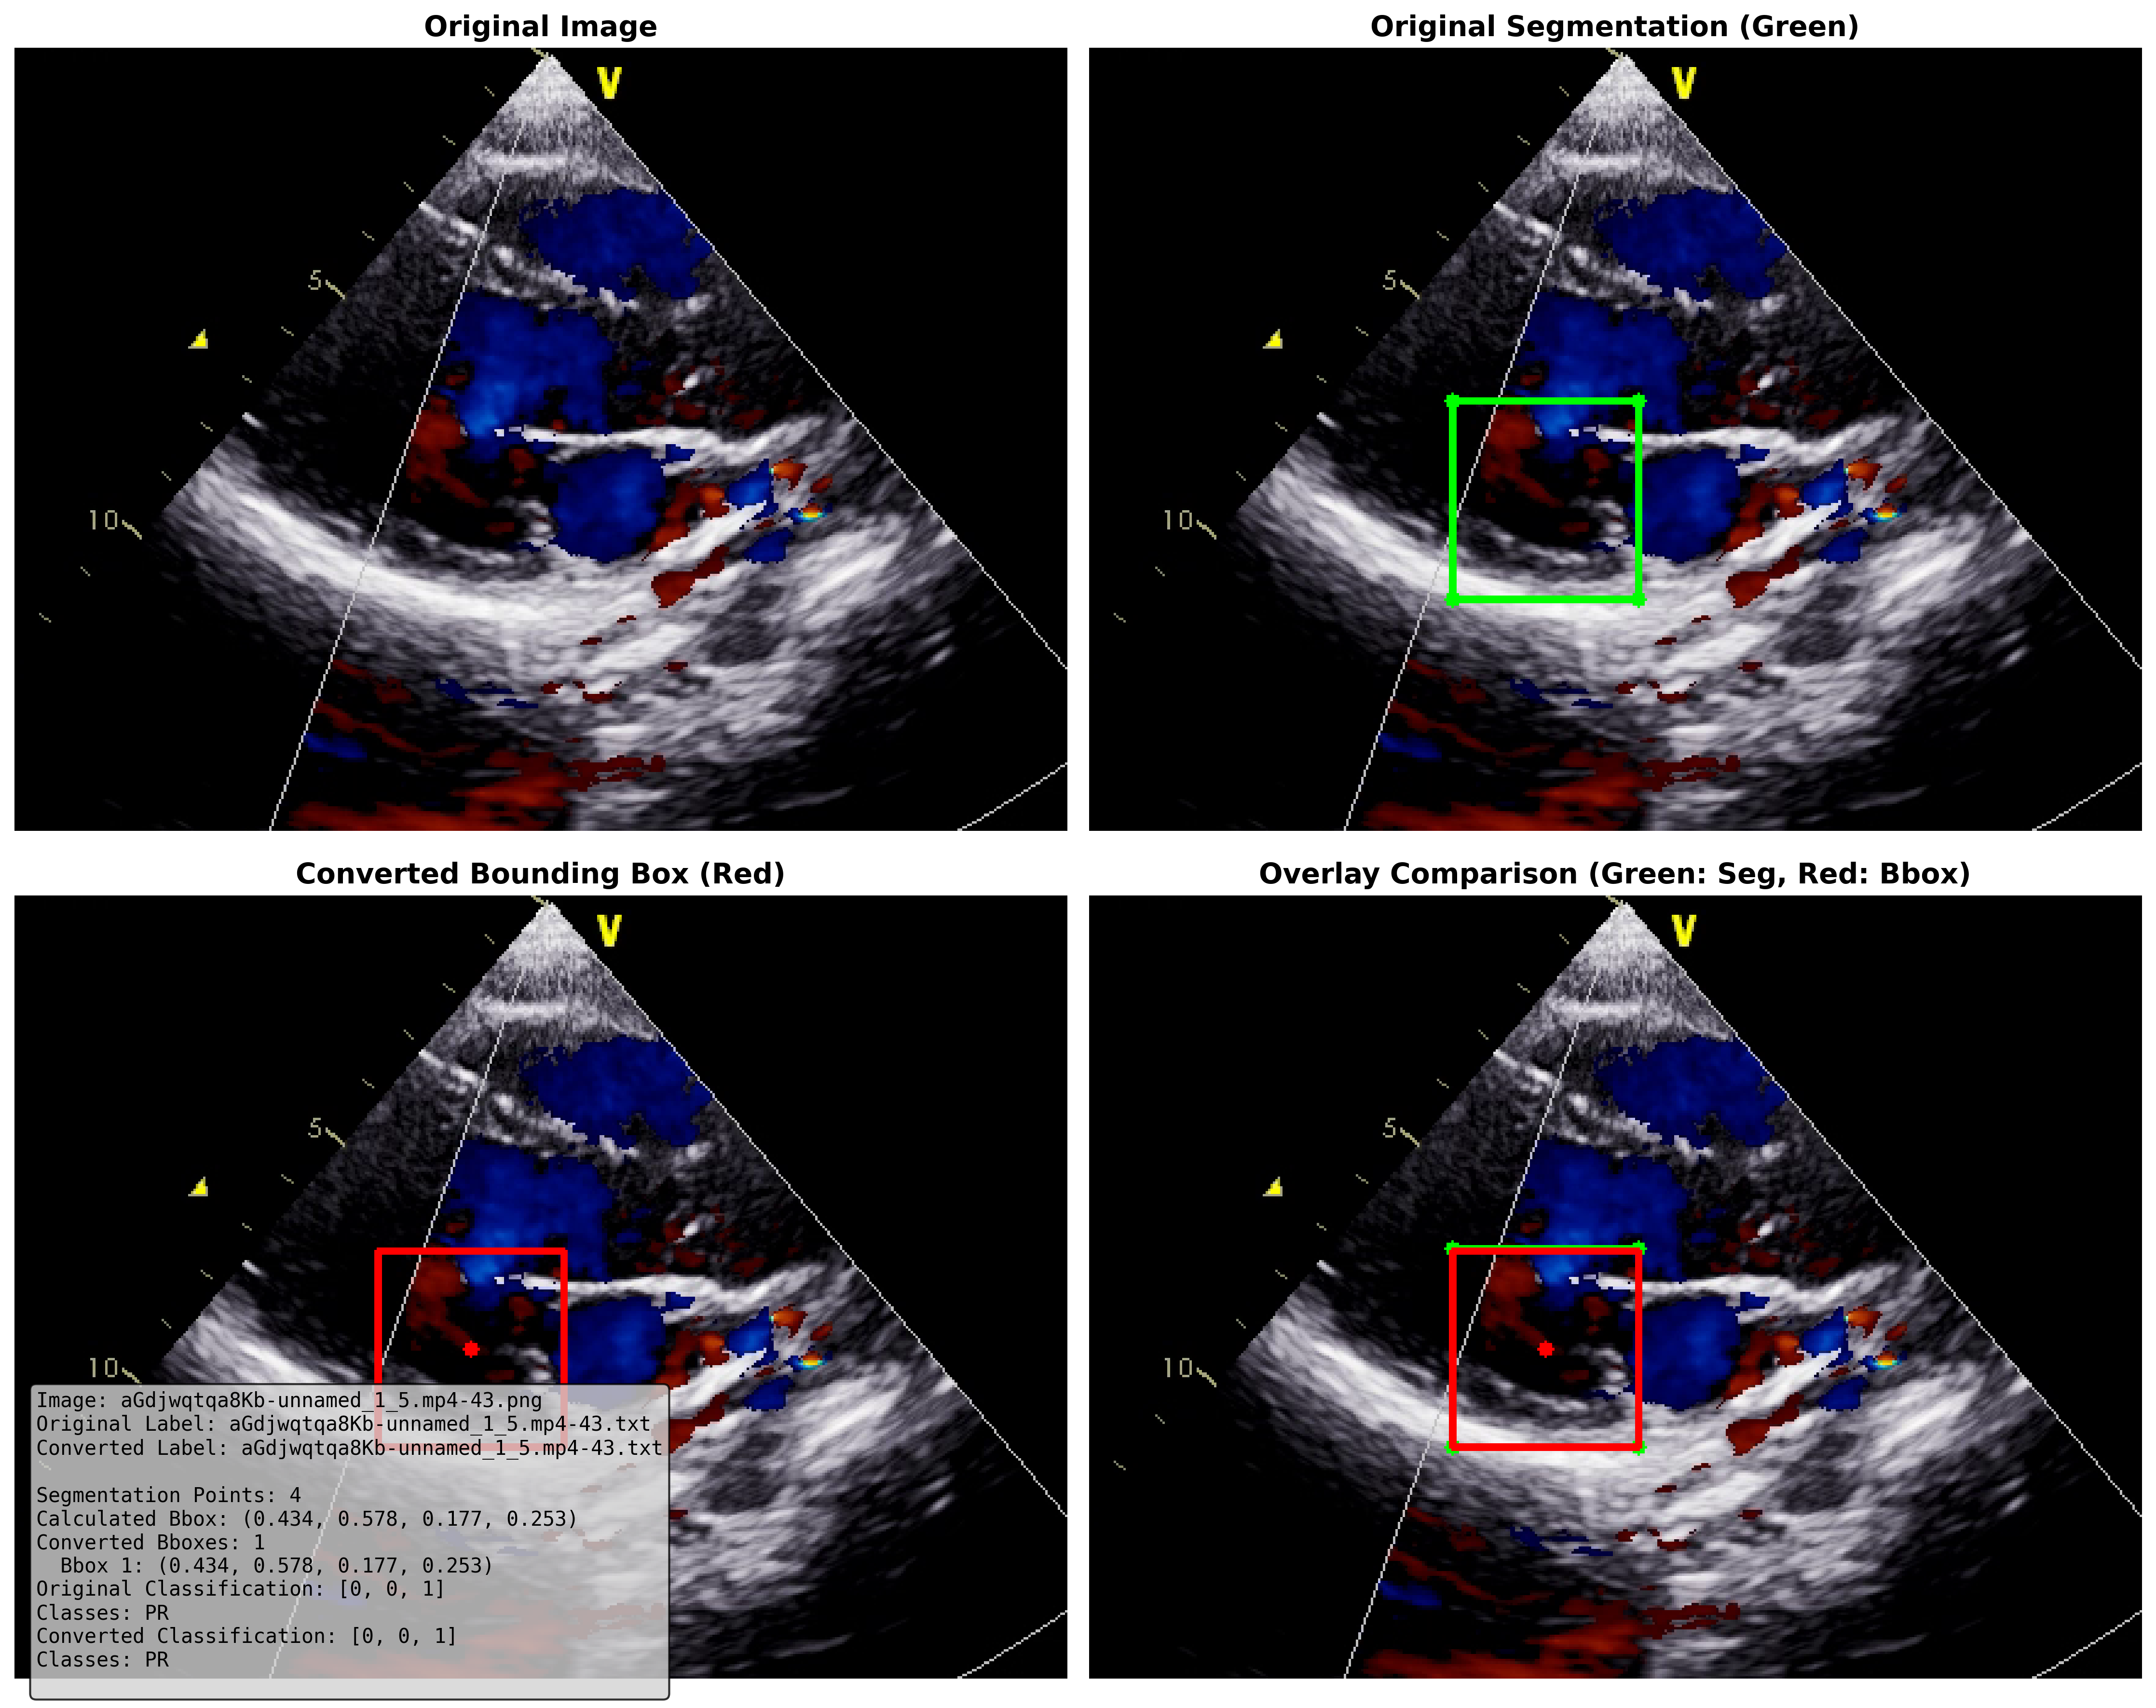 Original Image
Original Segmentation (Green)
V
5
10
V
5
10
Converted Bounding Box (Red)
Overlay Comparison (Green: Seg, Red: Bbox)
V
5
10
V
5
10
Image: aGdjwqtqa8Kb-unnamed_1_5.mp4-43.png
Original Label: aGdjwqtqa8Kb-unnamed_1_5.mp4-43.txt
Converted Label: aGdjwqtqa8Kb-unnamed_1_5.mp4-43.txt
Segmentation Points: 4
Calculated Bbox: (0.434, 0.578, 0.177, 0.253)
Converted Bboxes: 1
Bbox 1: (0.434, 0.578, 0.177, 0.253)
Original Classification: [0, 0, 1]
Classes: PR
Converted Classification: [0, 0, 1]
Classes: PR